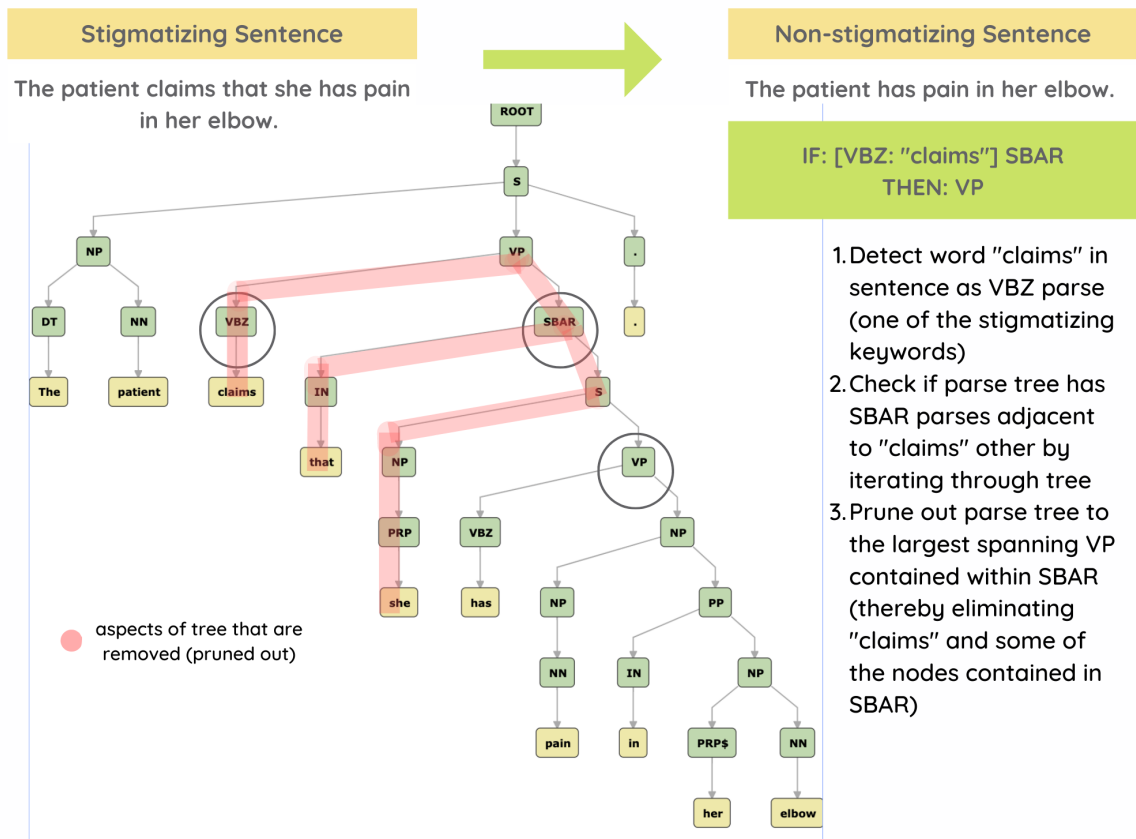 Stigmatizing Sentence
Non-stigmatizing Sentence
The patient claims that she has pain
in her elbow.
The patient has pain in her elbow.
IF: [VBZ: "claims"] SBAR
THEN: VP
ROOT
S
NP
VP
.
DT
NN
VBZ
SBAR
.
The
patient
claims
IN
S
that
NP
VP
PRP
VBZ
NP
she
has
NP
PP
NN
IN
NP
pain
in
PRP$
NN
her
elbow
aspects of tree that are
removed (pruned out)
1. Detect word "claims" in
sentence as VBZ parse
(one of the stigmatizing
keywords)
2. Check if parse tree has
SBAR parses adjacent
to "claims" other by
iterating through tree
3. Prune out parse tree to
the largest spanning VP
contained within SBAR
(thereby eliminating
"claims" and some of
the nodes contained in
SBAR)